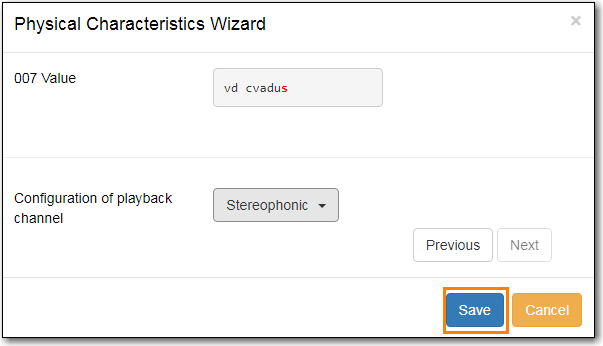 Physical Characteristics Wizard ×
007 Value
vd cvadus
Configuration of playback
channel
Stereophonic
Previous Next
Save Cancel